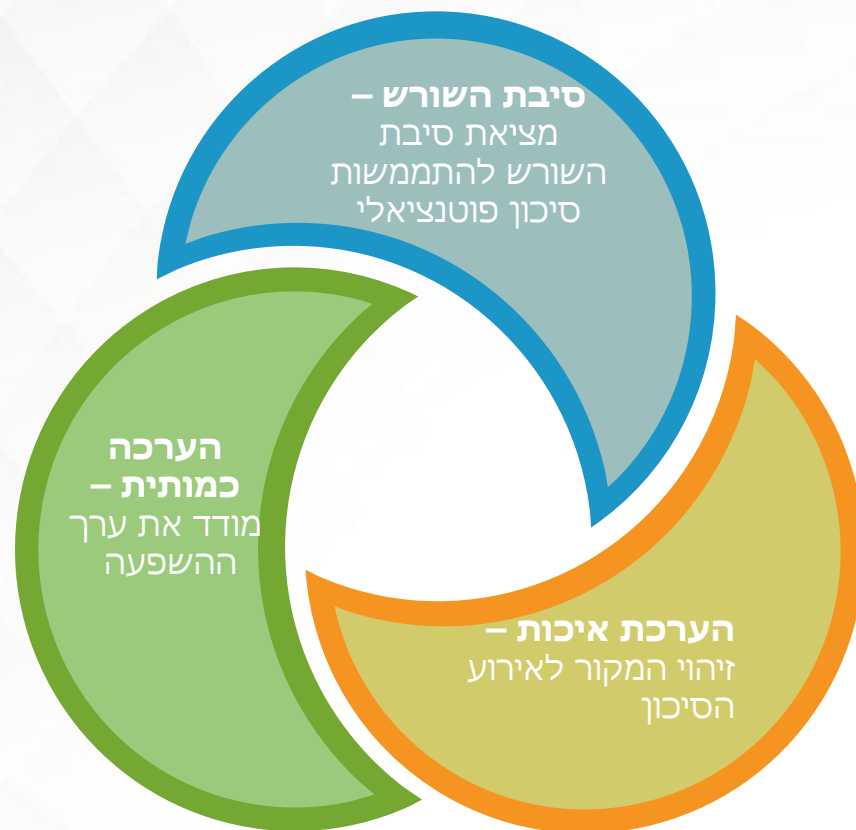 סיבת השורש –
מציאת סיבת
השורש להתממשות
סיכון פוטנציאלי
הערכה
כמותית –
מודד את ערך
ההשפעה
הערכת איכות –
זיהוי המקור לאירוע
הסיכון